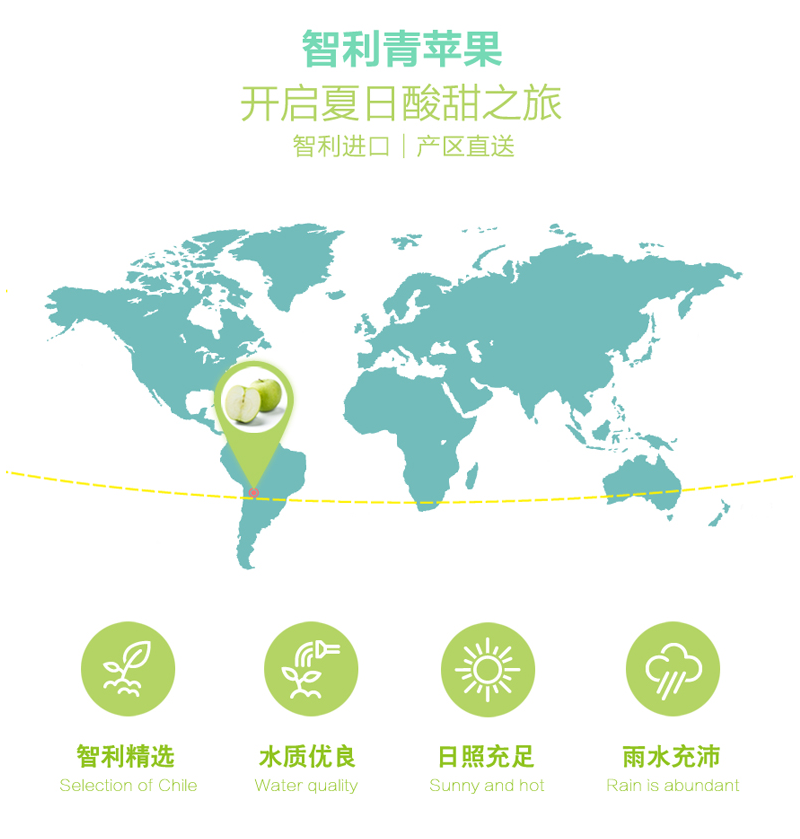 智利青苹果
开启夏日酸甜之旅
智利进口｜产区直送
智利精选
Selection of Chile
水质优良
Water quality
日照充足
Sunny and hot
雨水充沛
Rain is abundant